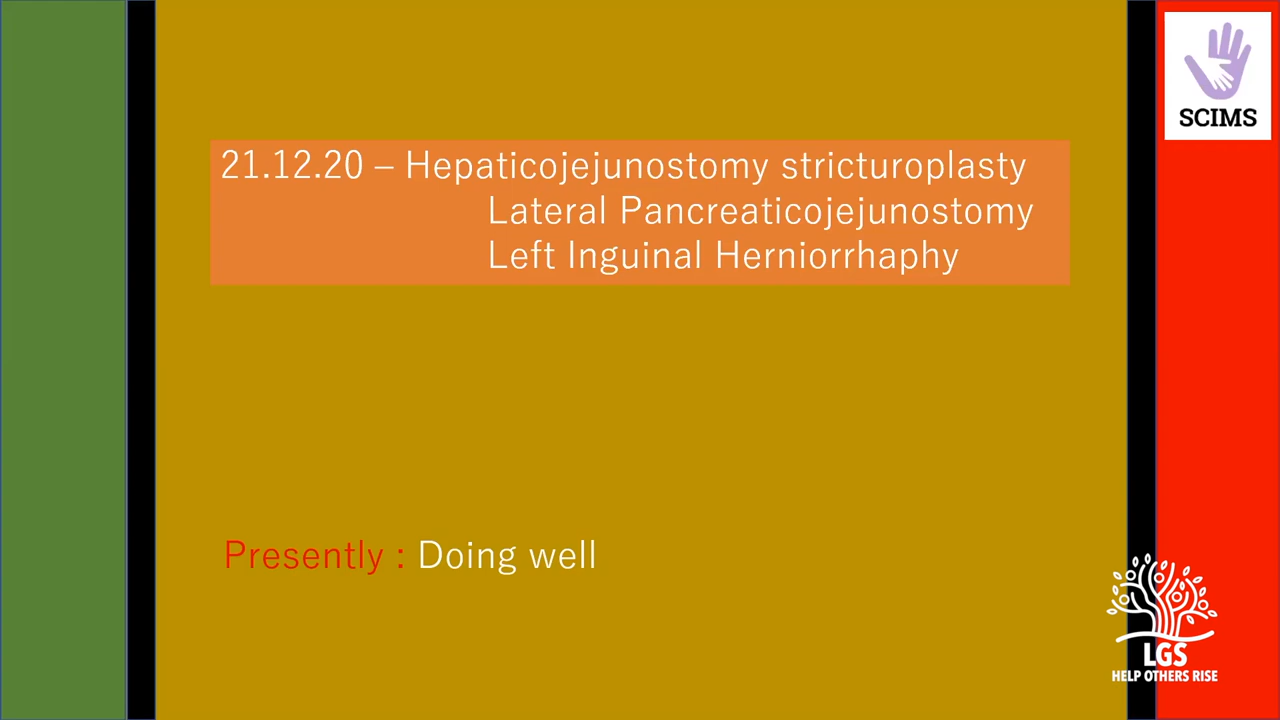 SCIMS
21.12.20 – Hepaticojejunostomy stricturoplasty
Lateral Pancreaticojejunostomy
Left Inguinal Herniorrhaphy
Presently : Doing well
LGS
HELP OTHERS RISE